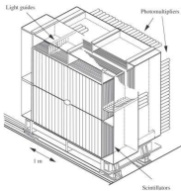 Light guides
Photomultipliers
1 m
Scintillators